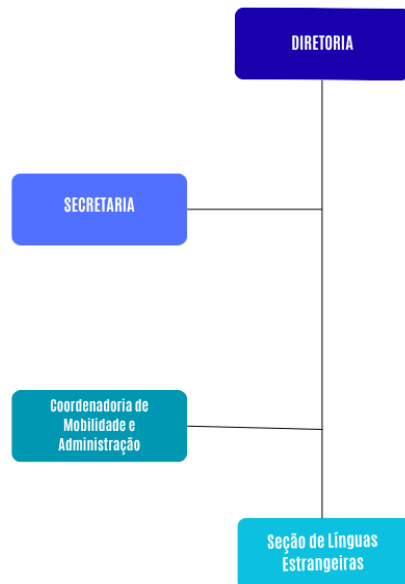 DIRETORIA
SECRETARIA
Coordenadoria de
Mobilidade e
Administração
Seção de Línguas
Estrangeiras